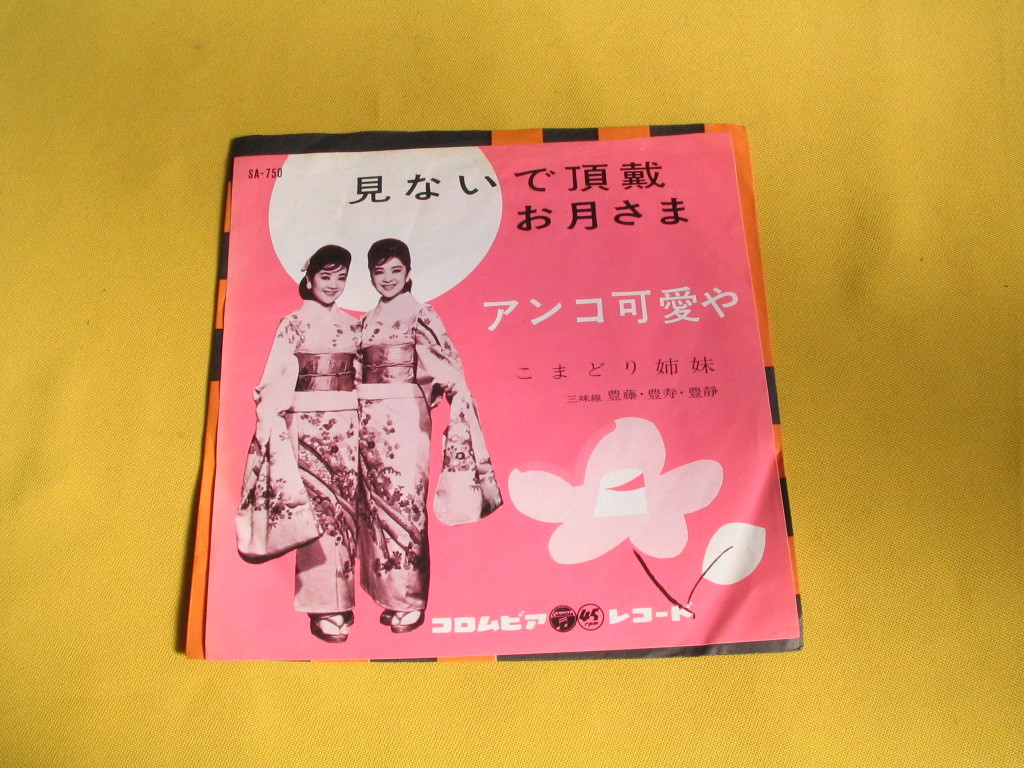 SA-750
見ないで頂戴
お月さま
アンコ可愛や
こまどり姉妹
三味線 豊藤・豊寿・豊静
コロムビア 45 rpm レコード